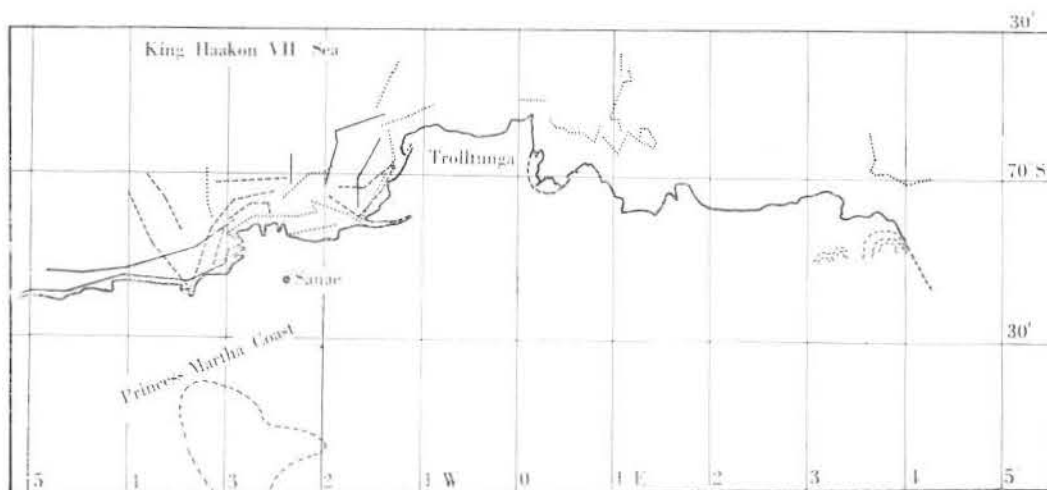 30'
King Haakon VII Sea
Trolltunga
70 S
Sanae
30'
Princess Martha Coast
5 4 3 2 1 W 0 1 E 2 3 4 5